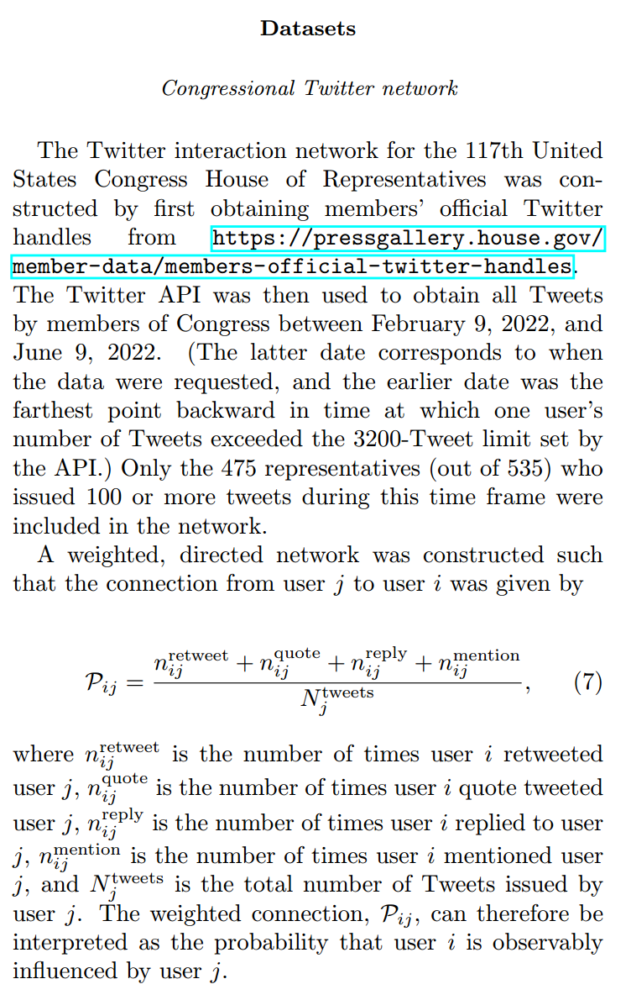 Datasets
Congressional Twitter network
The Twitter interaction network for the 117th United
States Congress House of Representatives was con-
structed by first obtaining members’ official Twitter
handles from https://pressgallery.house.gov/
member-data/members-official-twitter-handles.
The Twitter API was then used to obtain all Tweets
by members of Congress between February 9, 2022, and
June 9, 2022. (The latter date corresponds to when
the data were requested, and the earlier date was the
farthest point backward in time at which one user’s
number of Tweets exceeded the 3200-Tweet limit set by
the API.) Only the 475 representatives (out of 535) who
issued 100 or more tweets during this time frame were
included in the network.
A weighted, directed network was constructed such
that the connection from user j to user i was given by
$\mathcal{P}_{ij} = \frac{n_{ij}^{\text{retweet}} + n_{ij}^{\text{quote}} + n_{ij}^{\text{reply}} + n_{ij}^{\text{mention}}}{N_j^{\text{tweets}}}$, (7)
where $n_{ij}^{\text{retweet}}$ is the number of times user i retweeted
user j, $n_{ij}^{\text{quote}}$ is the number of times user i quote tweeted
user j, $n_{ij}^{\text{reply}}$ is the number of times user i replied to user
j, $n_{ij}^{\text{mention}}$ is the number of times user i mentioned user
j, and $N_j^{\text{tweets}}$ is the total number of Tweets issued by
user j. The weighted connection, $\mathcal{P}_{ij}$, can therefore be
interpreted as the probability that user i is observably
influenced by user j.